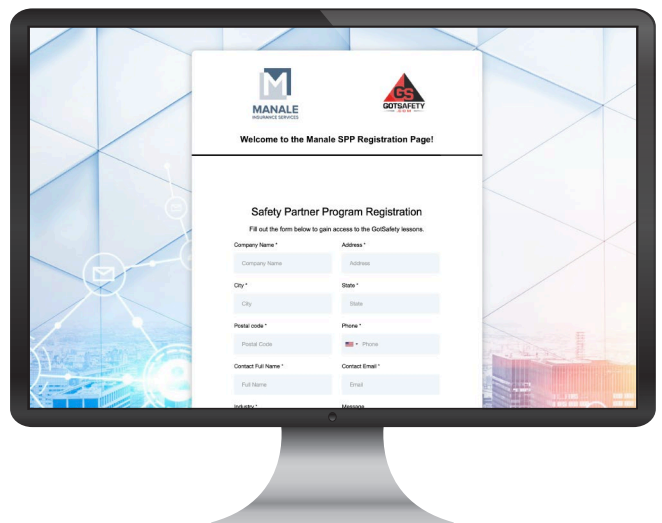 MANALE
INSURANCE SERVICES
GS
GOTSAFETY
Welcome to the Manale SPP Registration Page!
Safety Partner Program Registration
Fill out the form below to gain access to the GotSafety lessons.
Company Name * Address *
Company Name Address
City * State *
City State
Postal code * Phone *
Postal Code Phone
Contact Full Name * Contact Email *
Full Name Email
Industry * Message